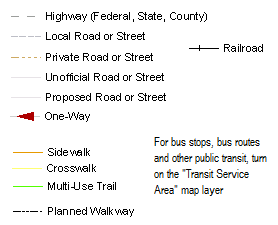 Highway (Federal, State, County)
Local Road or Street
Private Road or Street
Railroad
Unofficial Road or Street
Proposed Road or Street
One-Way
Sidewalk
Crosswalk
Multi-Use Trail
Planned Walkway
For bus stops, bus routes
and other public transit, turn
on the "Transit Service
Area" map layer